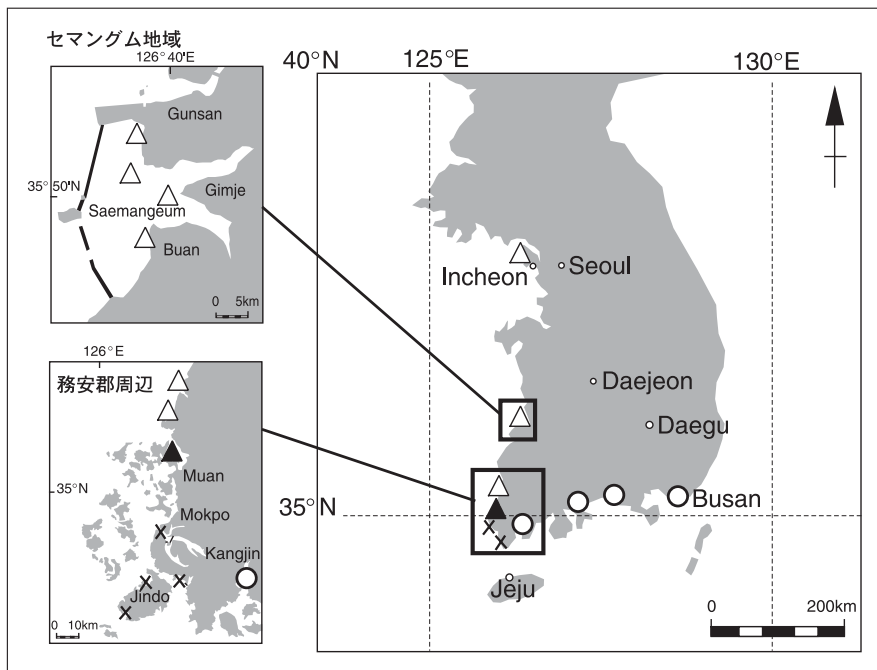 セマングム地域
126°40'E
Gunsan
35°50'N
Gimje
Saemangeum
Buan
0 5km
126°E
務安郡周辺
Muan
35°N
Mokpo
Kangjin
Jindo
0 10km
40°N
125°E
130°E
Incheon
Seoul
Daejeon
Daegu
Busan
35°N
Jeju
0 200km